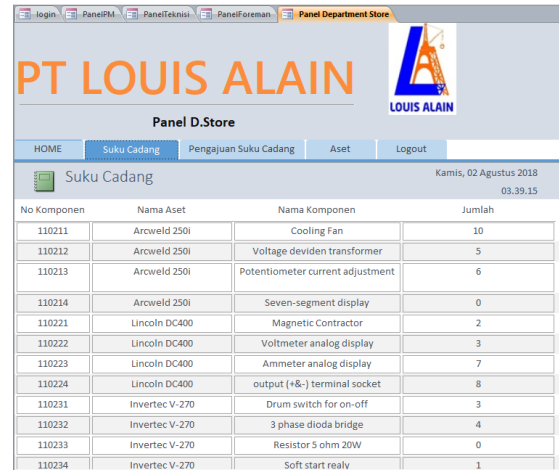 login PanelPM PanelTeknisi PanelForeman Panel Department Store
PT LOUIS ALAIN
LOUIS ALAIN
Panel D.Store
HOME Suku Cadang Pengajuan Suku Cadang Aset Logout
Suku Cadang
Kamis, 02 Agustus 2018
03.39.15
No Komponen Nama Aset Nama Komponen Jumlah
110211 Arcweld 250i Cooling Fan 10
110212 Arcweld 250i Voltage deviden transformer 5
110213 Arcweld 250i Potentiometer current adjustment 6
110214 Arcweld 250i Seven-segment display 0
110221 Lincoln DC400 Magnetic Contractor 2
110222 Lincoln DC400 Voltmeter analog display 3
110223 Lincoln DC400 Ammeter analog display 7
110224 Lincoln DC400 output (+&-) terminal socket 8
110231 Invertec V-270 Drum switch for on-off 3
110232 Invertec V-270 3 phase dioda bridge 4
110233 Invertec V-270 Resistor 5 ohm 20W 0
110234 Invertec V-270 Soft start realy 1